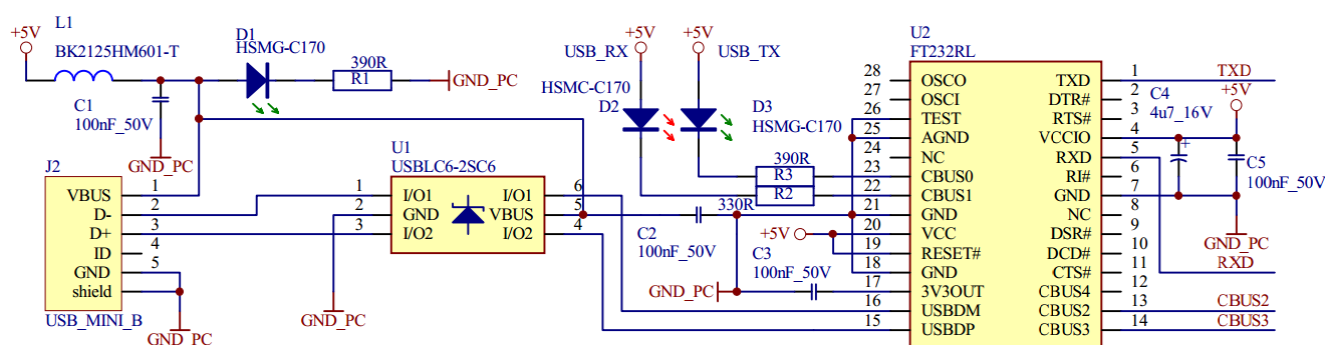 L1
+5V
BK2125HM601-T
D1
HSMG-C170
390R
R1
GND_PC
C1
100nF_50V
GND_PC
J2
VBUS
D-
D+
ID
GND
shield
1
2
3
4
5
USB_MINI_B
GND_PC
U1
USBLC6-2SC6
1
2
3
I/O1
GND
I/O2
I/O1
VBUS
I/O2
6
5
4
GND_PC
+5V
+5V
USB_RX
USB_TX
HSMC-C170
D2
D3
HSMG-C170
390R
R3
R2
330R
C2
100nF_50V
+5V
C3
100nF_50V
GND_PC
U2
FT232RL
28
27
26
25
24
23
22
21
20
19
18
17
16
15
OSCO
OSCI
TEST
AGND
NC
CBUS0
CBUS1
GND
VCC
RESET#
GND
3V3OUT
USBDM
USBDP
TXD
DTR#
RTS#
VCCIO
RXD
RI#
GND
NC
DSR#
DCD#
CTS#
CBUS4
CBUS2
CBUS3
1
2
3
4
5
6
7
8
9
10
11
12
13
14
TXD
C4
4u7_16V
+5V
+
C5
100nF_50V
GND_PC
RXD
CBUS2
CBUS3